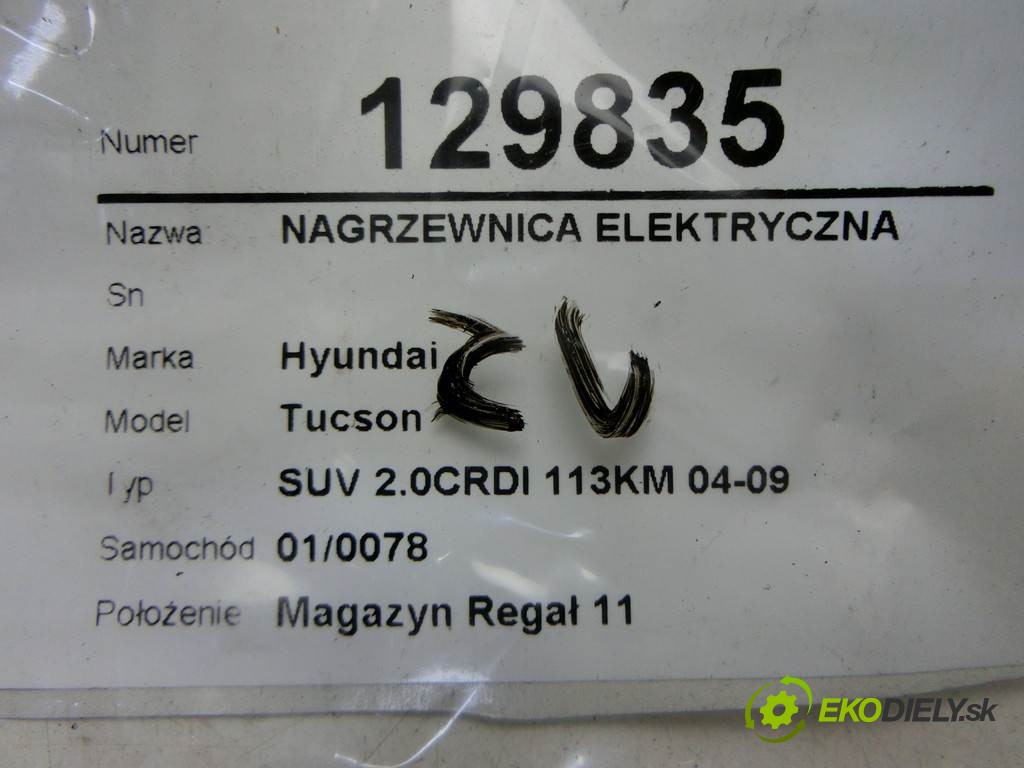 Numer 129835
Nazwa NAGRZEWNICA ELEKTRYCZNA
Sn
Marka Hyundai
Model Tucson
Typ SUV 2.0CRDI 113KM 04-09
Samochód 01/0078
Położenie Magazyn Regał 11
EKODIELY.sk